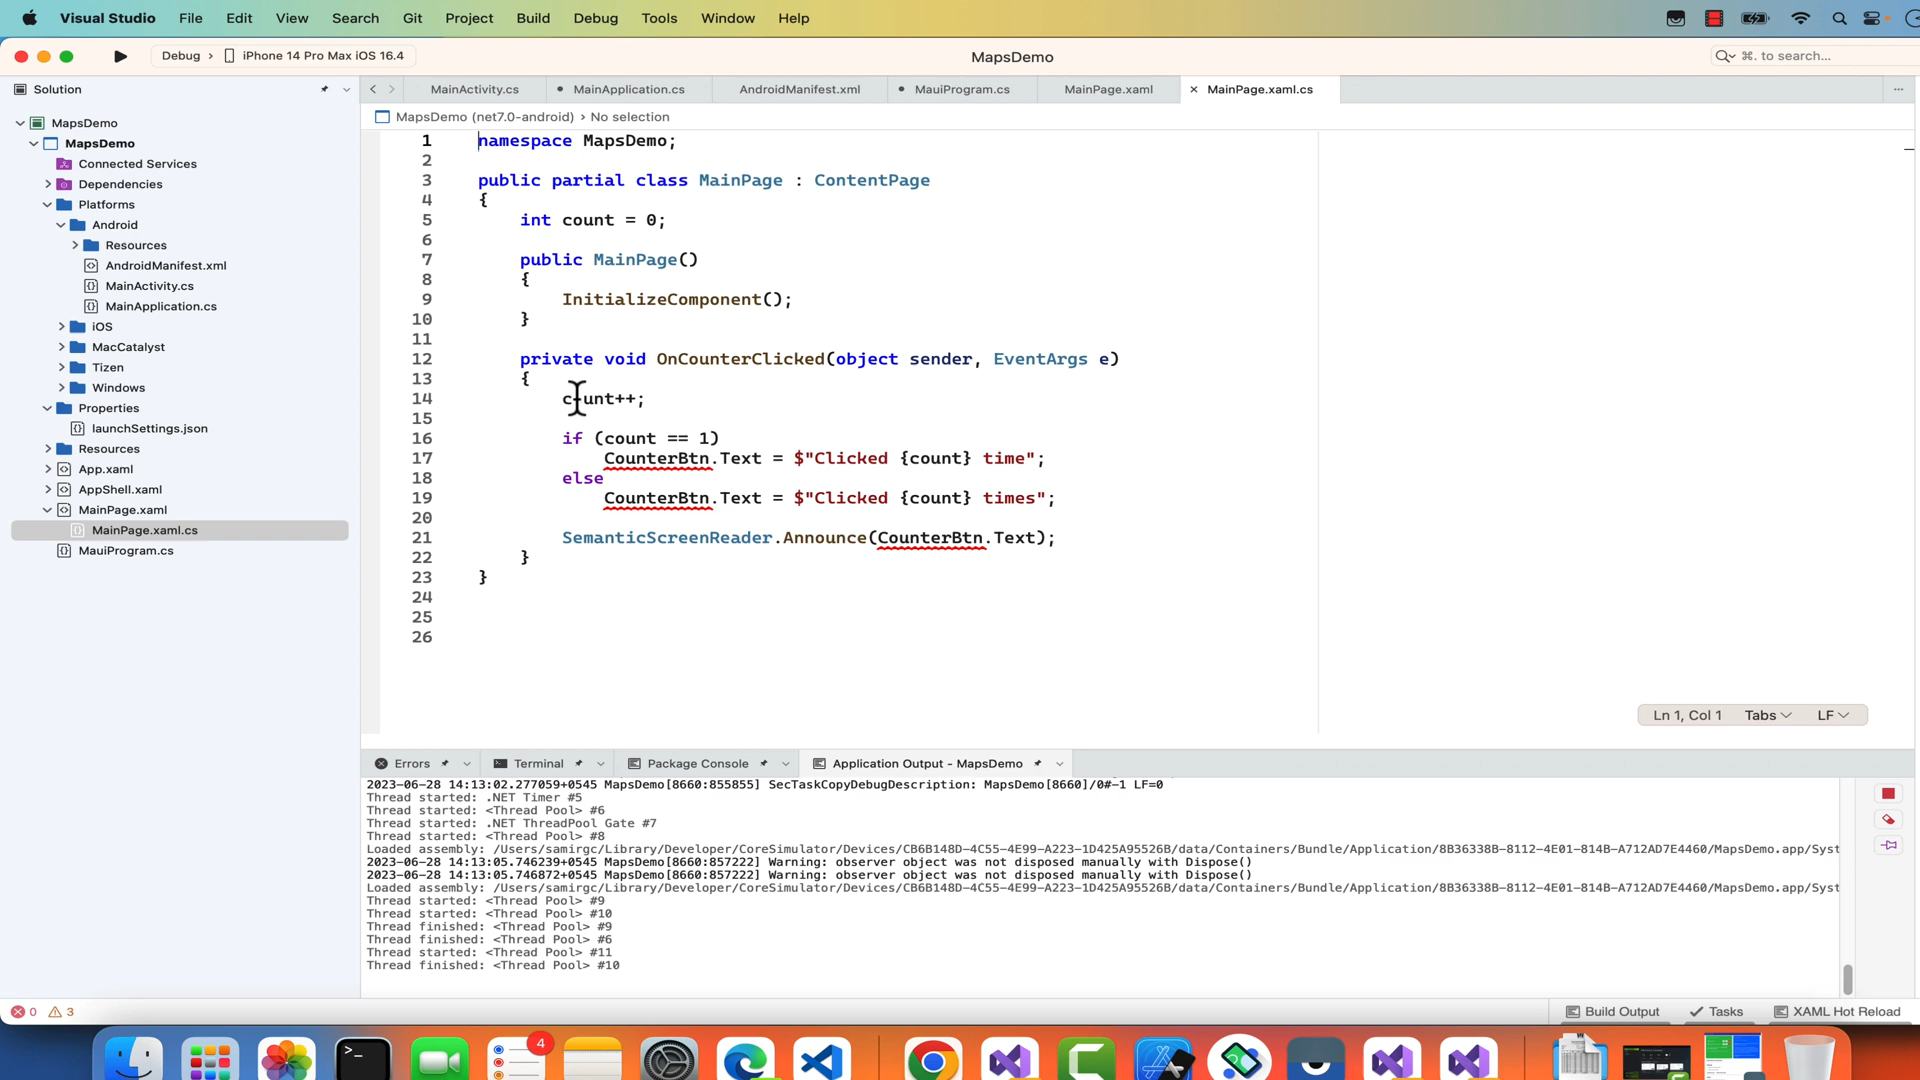 Visual Studio File Edit View Search Git Project Build Debug Tools Window Help
Debug › iPhone 14 Pro Max iOS 16.4 MapsDemo ⌘. to search...
Solution MainActivity.cs MainApplication.cs AndroidManifest.xml MauiProgram.cs MainPage.xaml MainPage.xaml.cs
MapsDemo (net7.0-android) › No selection
MapsDemo
MapsDemo
Connected Services
Dependencies
Platforms
Android
Resources
AndroidManifest.xml
MainActivity.cs
MainApplication.cs
iOS
MacCatalyst
Tizen
Windows
Properties
launchSettings.json
Resources
App.xaml
AppShell.xaml
MainPage.xaml
MainPage.xaml.cs
MauiProgram.cs
1 namespace MapsDemo;
2
3 public partial class MainPage : ContentPage
4 {
5 int count = 0;
6
7 public MainPage()
8 {
9 InitializeComponent();
10 }
11
12 private void OnCounterClicked(object sender, EventArgs e)
13 {
14 count++;
15
16 if (count == 1)
17 CounterBtn.Text = $"Clicked {count} time";
18 else
19 CounterBtn.Text = $"Clicked {count} times";
20
21 SemanticScreenReader.Announce(CounterBtn.Text);
22 }
23 }
24
25
26
Ln 1, Col 1 Tabs LF
Errors Terminal Package Console Application Output - MapsDemo
2023-06-28 14:13:02.277059+0545 MapsDemo[8660:855855] SecTaskCopyDebugDescription: MapsDemo[8660]/0#-1 LF=0
Thread started: .NET Timer #5
Thread started: <Thread Pool> #6
Thread started: .NET ThreadPool Gate #7
Thread started: <Thread Pool> #8
Loaded assembly: /Users/samirgc/Library/Developer/CoreSimulator/Devices/CB6B148D-4C55-4E99-A223-1D425A95526B/data/Containers/Bundle/Application/8B36338B-8112-4E01-814B-A712AD7E4460/MapsDemo.app/Syst
2023-06-28 14:13:05.746239+0545 MapsDemo[8660:857222] Warning: observer object was not disposed manually with Dispose()
2023-06-28 14:13:05.746872+0545 MapsDemo[8660:857222] Warning: observer object was not disposed manually with Dispose()
Loaded assembly: /Users/samirgc/Library/Developer/CoreSimulator/Devices/CB6B148D-4C55-4E99-A223-1D425A95526B/data/Containers/Bundle/Application/8B36338B-8112-4E01-814B-A712AD7E4460/MapsDemo.app/Syst
Thread started: <Thread Pool> #9
Thread started: <Thread Pool> #10
Thread finished: <Thread Pool> #9
Thread finished: <Thread Pool> #6
Thread started: <Thread Pool> #11
Thread finished: <Thread Pool> #10
0 3 Build Output Tasks XAML Hot Reload
4